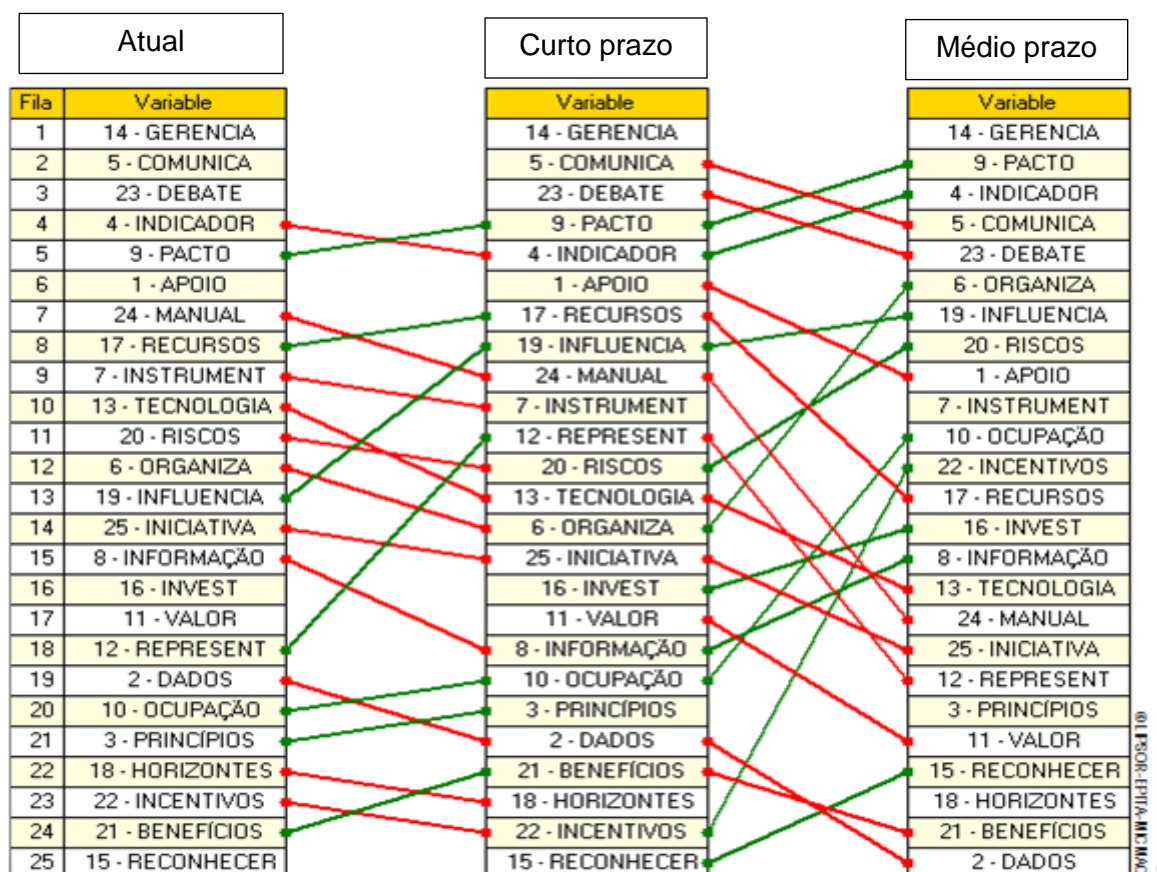 Atual Curto prazo Médio prazo
Fila Variable Variable Variable
1 14 - GERENCIA 14 - GERENCIA 14 - GERENCIA
2 5 - COMUNICA 5 - COMUNICA 9 - PACTO
3 23 - DEBATE 23 - DEBATE 4 - INDICADOR
4 4 - INDICADOR 9 - PACTO 5 - COMUNICA
5 9 - PACTO 4 - INDICADOR 23 - DEBATE
6 1 - APOIO 1 - APOIO 6 - ORGANIZA
7 24 - MANUAL 17 - RECURSOS 19 - INFLUENCIA
8 17 - RECURSOS 19 - INFLUENCIA 20 - RISCOS
9 7 - INSTRUMENT 24 - MANUAL 1 - APOIO
10 13 - TECNOLOGIA 7 - INSTRUMENT 7 - INSTRUMENT
11 20 - RISCOS 12 - REPRESENT 10 - OCUPAÇÃO
12 6 - ORGANIZA 20 - RISCOS 22 - INCENTIVOS
13 19 - INFLUENCIA 13 - TECNOLOGIA 17 - RECURSOS
14 25 - INICIATIVA 6 - ORGANIZA 16 - INVEST
15 8 - INFORMAÇÃO 25 - INICIATIVA 8 - INFORMAÇÃO
16 16 - INVEST 16 - INVEST 13 - TECNOLOGIA
17 11 - VALOR 11 - VALOR 24 - MANUAL
18 12 - REPRESENT 8 - INFORMAÇÃO 25 - INICIATIVA
19 2 - DADOS 10 - OCUPAÇÃO 12 - REPRESENT
20 10 - OCUPAÇÃO 3 - PRINCÍPIOS 3 - PRINCÍPIOS
21 3 - PRINCÍPIOS 2 - DADOS 11 - VALOR
22 18 - HORIZONTES 21 - BENEFÍCIOS 15 - RECONHECER
23 22 - INCENTIVOS 18 - HORIZONTES 18 - HORIZONTES
24 21 - BENEFÍCIOS 22 - INCENTIVOS 21 - BENEFÍCIOS
25 15 - RECONHECER 15 - RECONHECER 2 - DADOS
© LIPSOR-EPITA-MICMAC